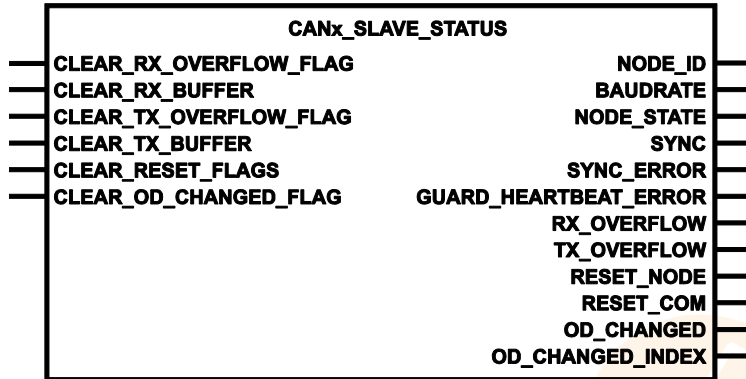 CANx_SLAVE_STATUS
CLEAR_RX_OVERFLOW_FLAG NODE_ID
CLEAR_RX_BUFFER BAUDRATE
CLEAR_TX_OVERFLOW_FLAG NODE_STATE
CLEAR_TX_BUFFER SYNC
CLEAR_RESET_FLAGS SYNC_ERROR
CLEAR_OD_CHANGED_FLAG GUARD_HEARTBEAT_ERROR
RX_OVERFLOW
TX_OVERFLOW
RESET_NODE
RESET_COM
OD_CHANGED
OD_CHANGED_INDEX